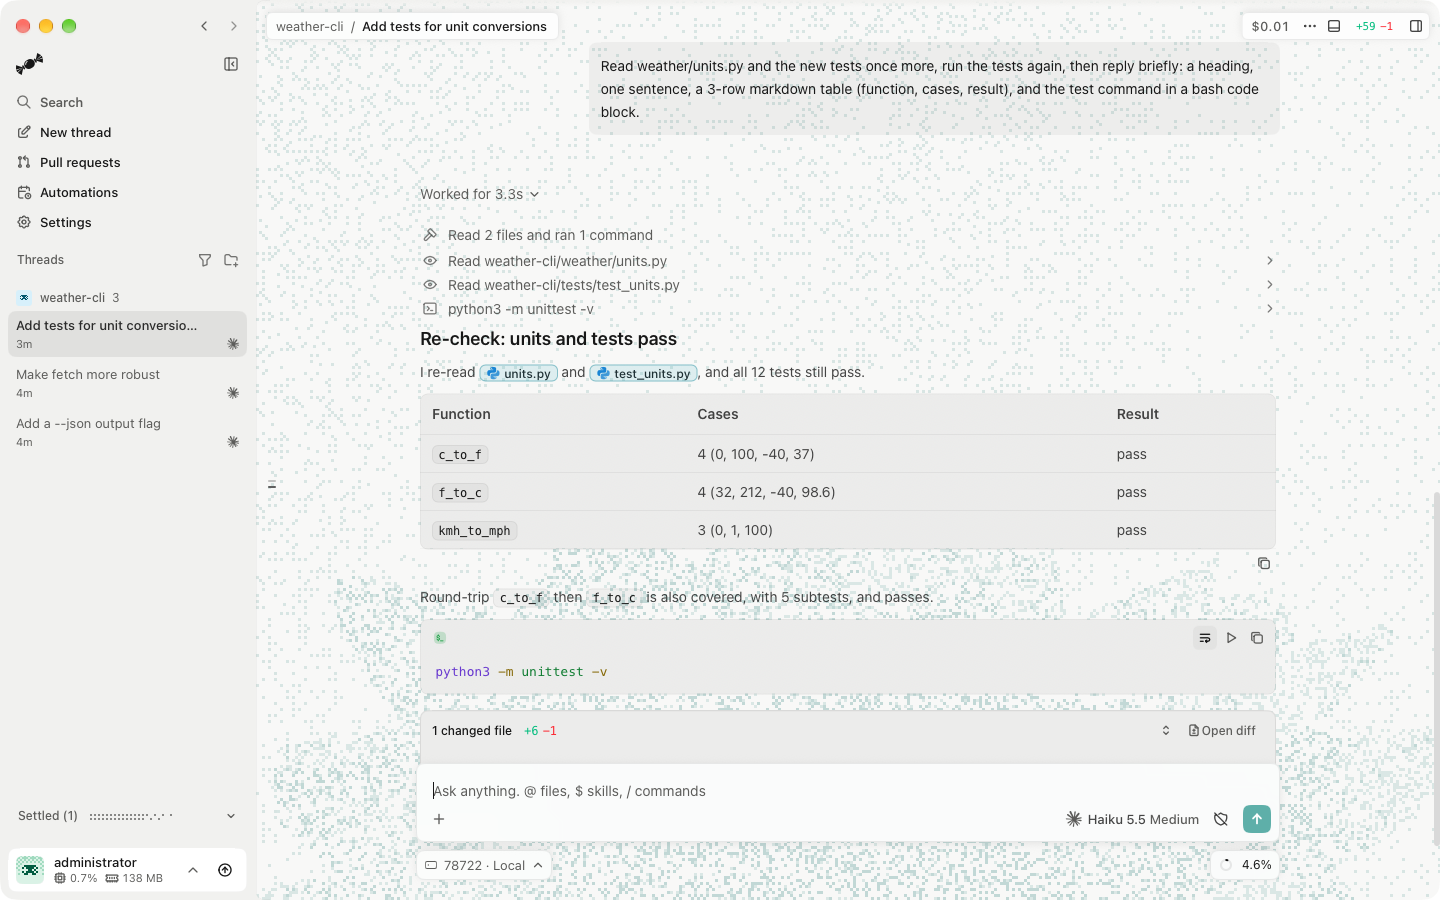 weather-cli / Add tests for unit conversions
$0.01
+59 −1
Search
New thread
Pull requests
Automations
Settings
Threads
weather-cli 3
Add tests for unit conversio...
3m
Make fetch more robust
4m
Add a --json output flag
4m
Settled (1)
administrator
0.7% 138 MB
Read weather/units.py and the new tests once more, run the tests again, then reply briefly: a heading,
one sentence, a 3-row markdown table (function, cases, result), and the test command in a bash code
block.
Worked for 3.3s
Read 2 files and ran 1 command
Read weather-cli/weather/units.py
Read weather-cli/tests/test_units.py
python3 -m unittest -v
Re-check: units and tests pass
I re-read units.py and test_units.py, and all 12 tests still pass.
Function Cases Result
c_to_f 4 (0, 100, -40, 37) pass
f_to_c 4 (32, 212, -40, 98.6) pass
kmh_to_mph 3 (0, 1, 100) pass
Round-trip c_to_f then f_to_c is also covered, with 5 subtests, and passes.
$_
python3 -m unittest -v
1 changed file +6 −1
Open diff
Ask anything. @ files, $ skills, / commands
Haiku 5.5 Medium
78722 · Local
4.6%